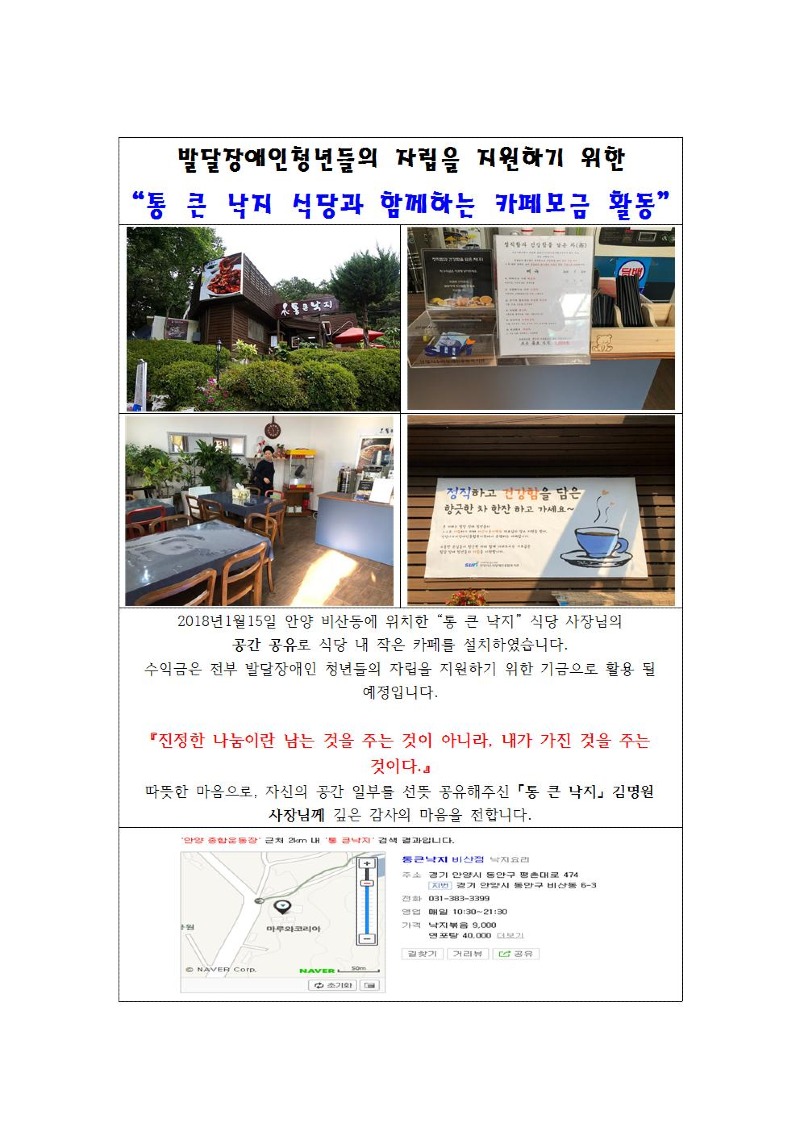 발달장애인청년들의 자립을 지원하기 위한
“통 큰 낙지 식당과 함께하는 카페모금 활동”
통큰낙지
담배
정직하고 건강함을 담은
향긋한 차 한잔 하고 가세요~
2018년1월15일 안양 비산동에 위치한 “통 큰 낙지” 식당 사장님의
공간 공유로 식당 내 작은 카페를 설치하였습니다.
수익금은 전부 발달장애인 청년들의 자립을 지원하기 위한 기금으로 활용 될
예정입니다.
『진정한 나눔이란 남는 것을 주는 것이 아니라, 내가 가진 것을 주는
것이다.』
따뜻한 마음으로, 자신의 공간 일부를 선뜻 공유해주신 「통 큰 낙지」 김명원
사장님께 깊은 감사의 마음을 전합니다.
'안양 종합운동장' 근처 2km 내 '통 큰낙지' 검색 결과입니다.
마루와코리아
© NAVER Corp.
NAVER
50m
초기화
통큰낙지 비산점 낙지요리
주소 경기 안양시 동안구 평촌대로 474
지번 경기 안양시 동안구 비산동 6-3
전화 031-383-3399
영업 매일 10:30~21:30
가격 낙지볶음 9,000
연포탕 40,000 더보기
길찾기 거리뷰 공유